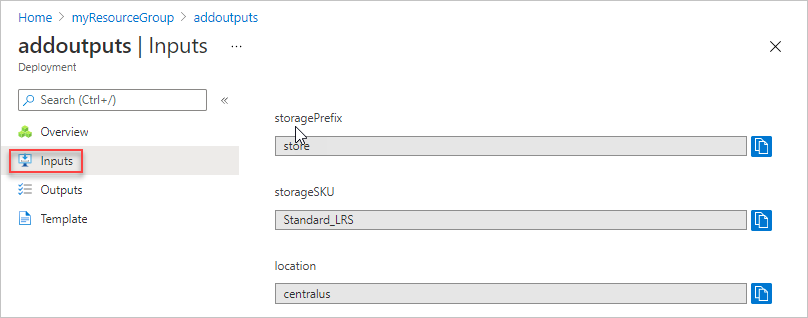 Home > myResourceGroup > addoutputs
addoutputs | Inputs ...
Deployment
Search (Ctrl+/) «
Overview
Inputs
Outputs
Template
storagePrefix
store
storageSKU
Standard_LRS
location
centralus